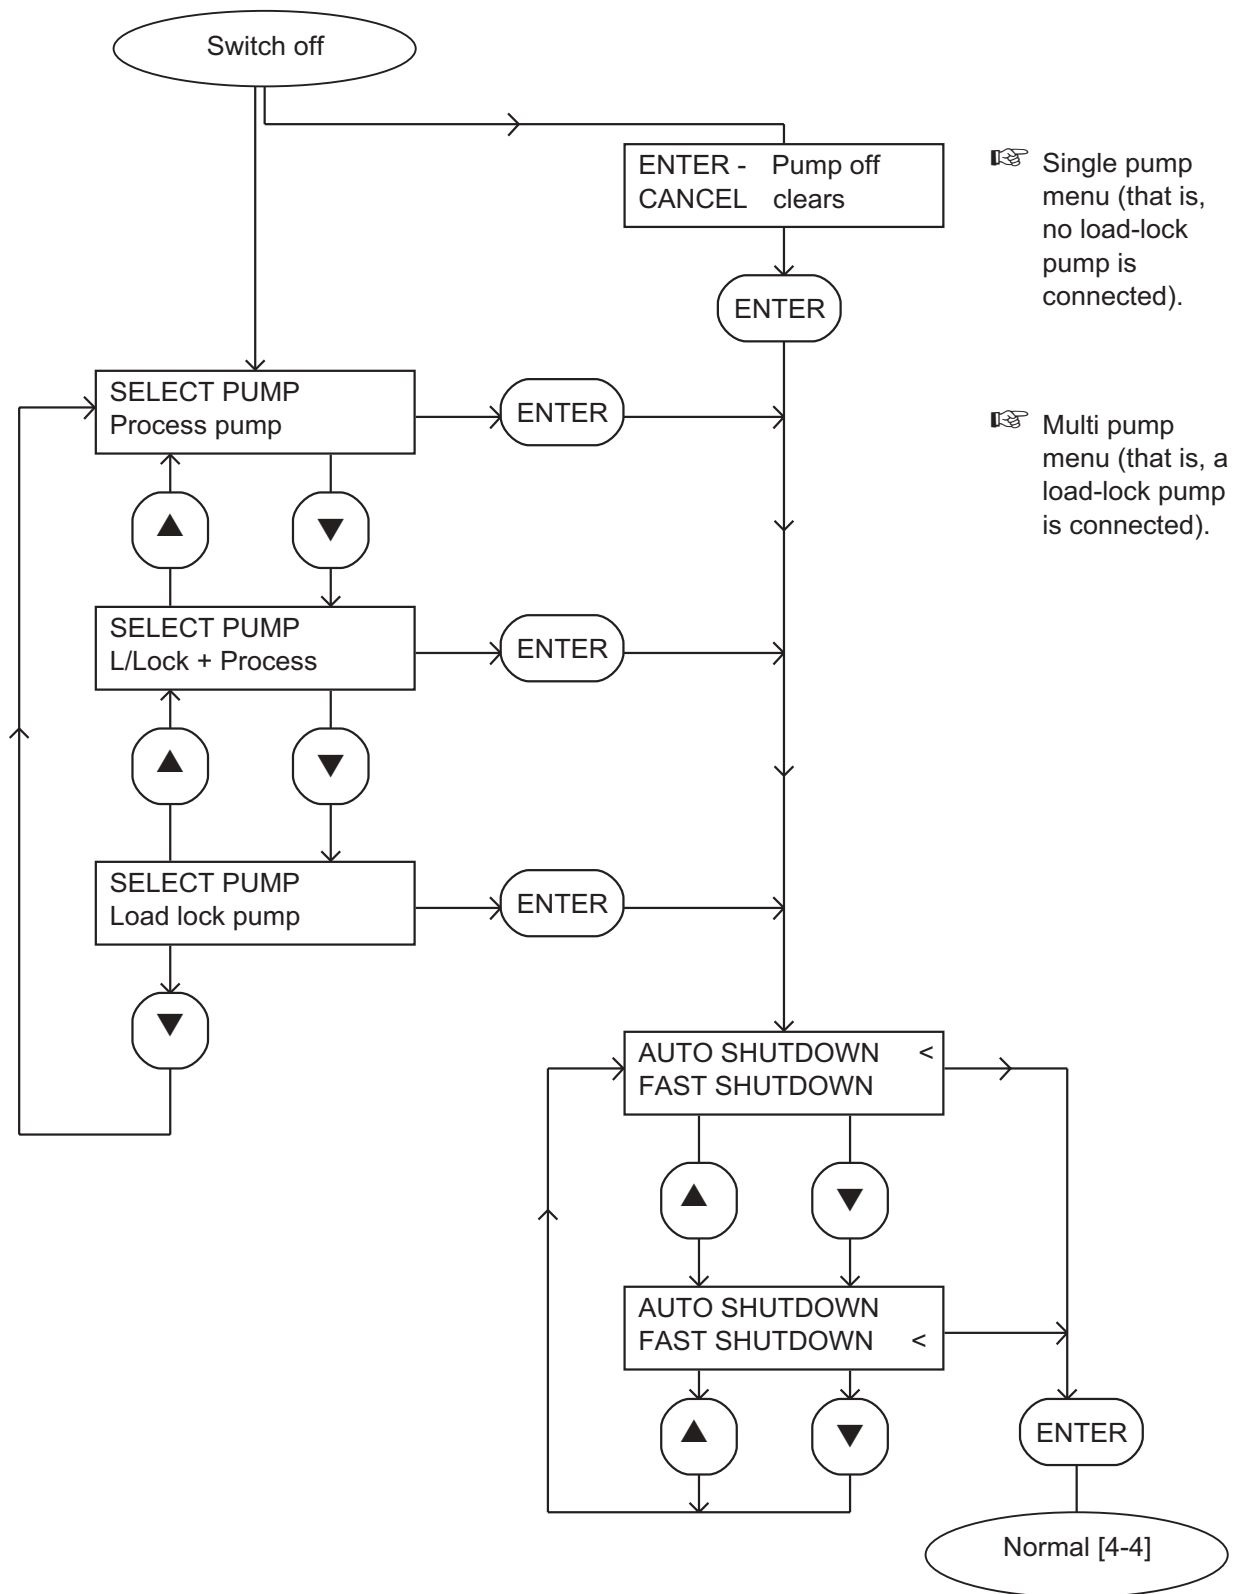 Switch off
ENTER - Pump off
CANCEL clears
☞ Single pump
menu (that is,
no load-lock
pump is
connected).
ENTER
SELECT PUMP
Process pump
ENTER
☞ Multi pump
menu (that is, a
load-lock pump
is connected).
▲ ▼
SELECT PUMP
L/Lock + Process
ENTER
▲ ▼
SELECT PUMP
Load lock pump
ENTER
▼
AUTO SHUTDOWN <
FAST SHUTDOWN
▲ ▼
AUTO SHUTDOWN
FAST SHUTDOWN <
▲ ▼
ENTER
Normal [4-4]